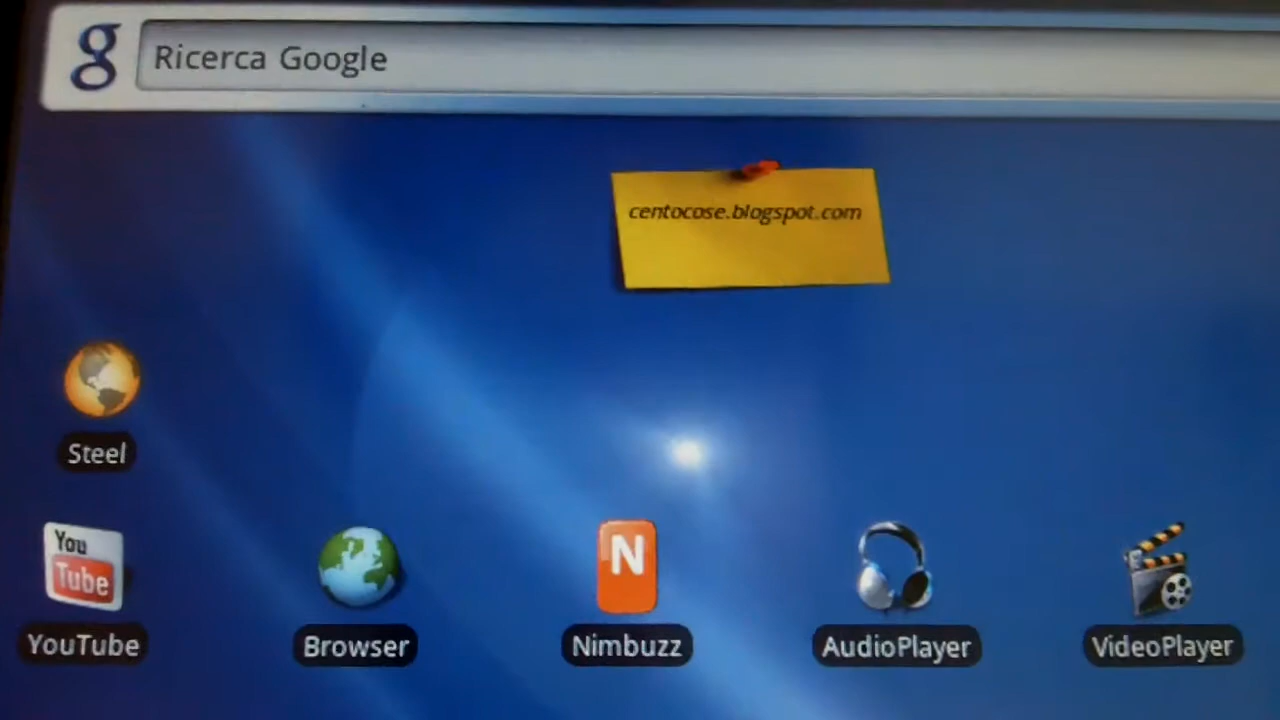 g Ricerca Google
centocose.blogspot.com
Steel
You
Tube
N
YouTube Browser Nimbuzz AudioPlayer VideoPlayer